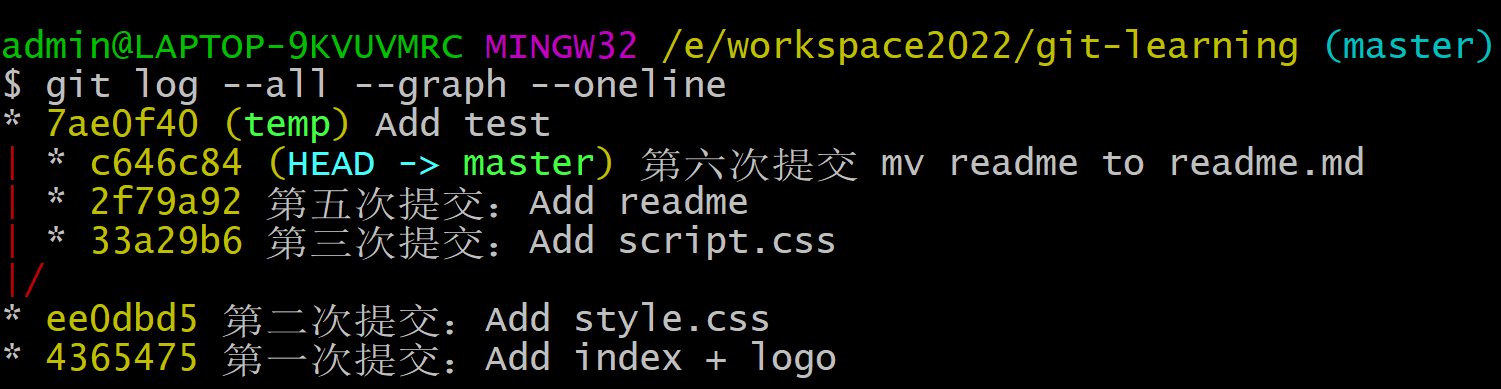 admin@LAPTOP-9KVUVMRC MINGW32 /e/workspace2022/git-learning (master)
$ git log --all --graph --oneline
* 7ae0f40 (temp) Add test
| * c646c84 (HEAD -> master) 第六次提交 mv readme to readme.md
| * 2f79a92 第五次提交：Add readme
| * 33a29b6 第三次提交：Add script.css
|/
* ee0dbd5 第二次提交：Add style.css
* 4365475 第一次提交：Add index + logo